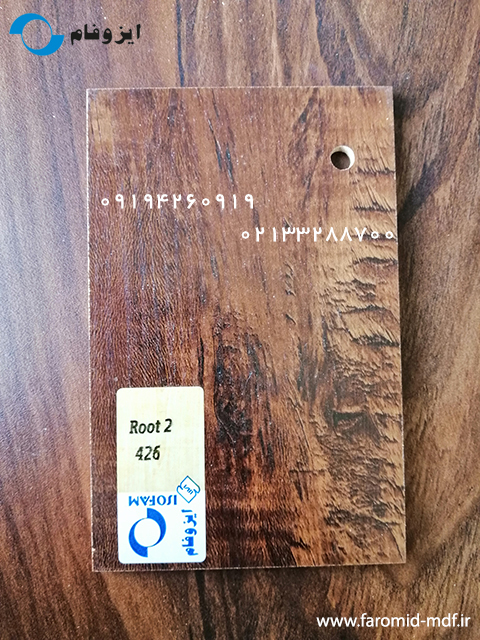 ایزوفام
۰۹۱۹۴۲۶۰۹۱۹
۰۲۱۳۳۲۸۸۷۰۰
Root 2
426
ISOFAM
ایزوفام
www.faromid-mdf.ir